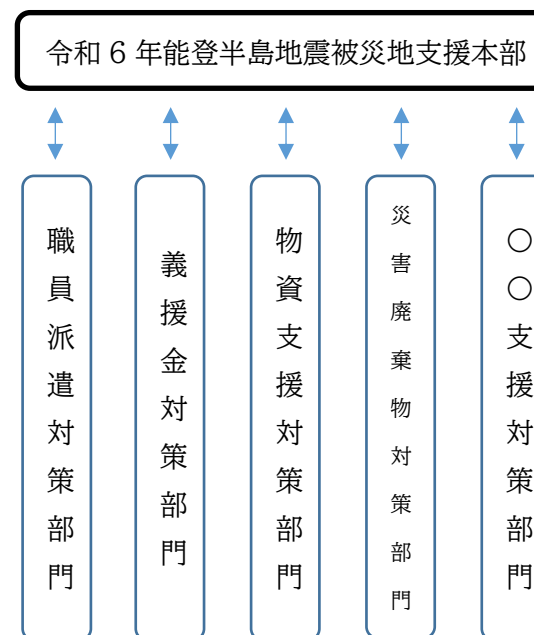 令和 6 年能登半島地震被災地支援本部
職員派遣対策部門
義援金対策部門
物資支援対策部門
災害廃棄物対策部門
〇〇支援対策部門